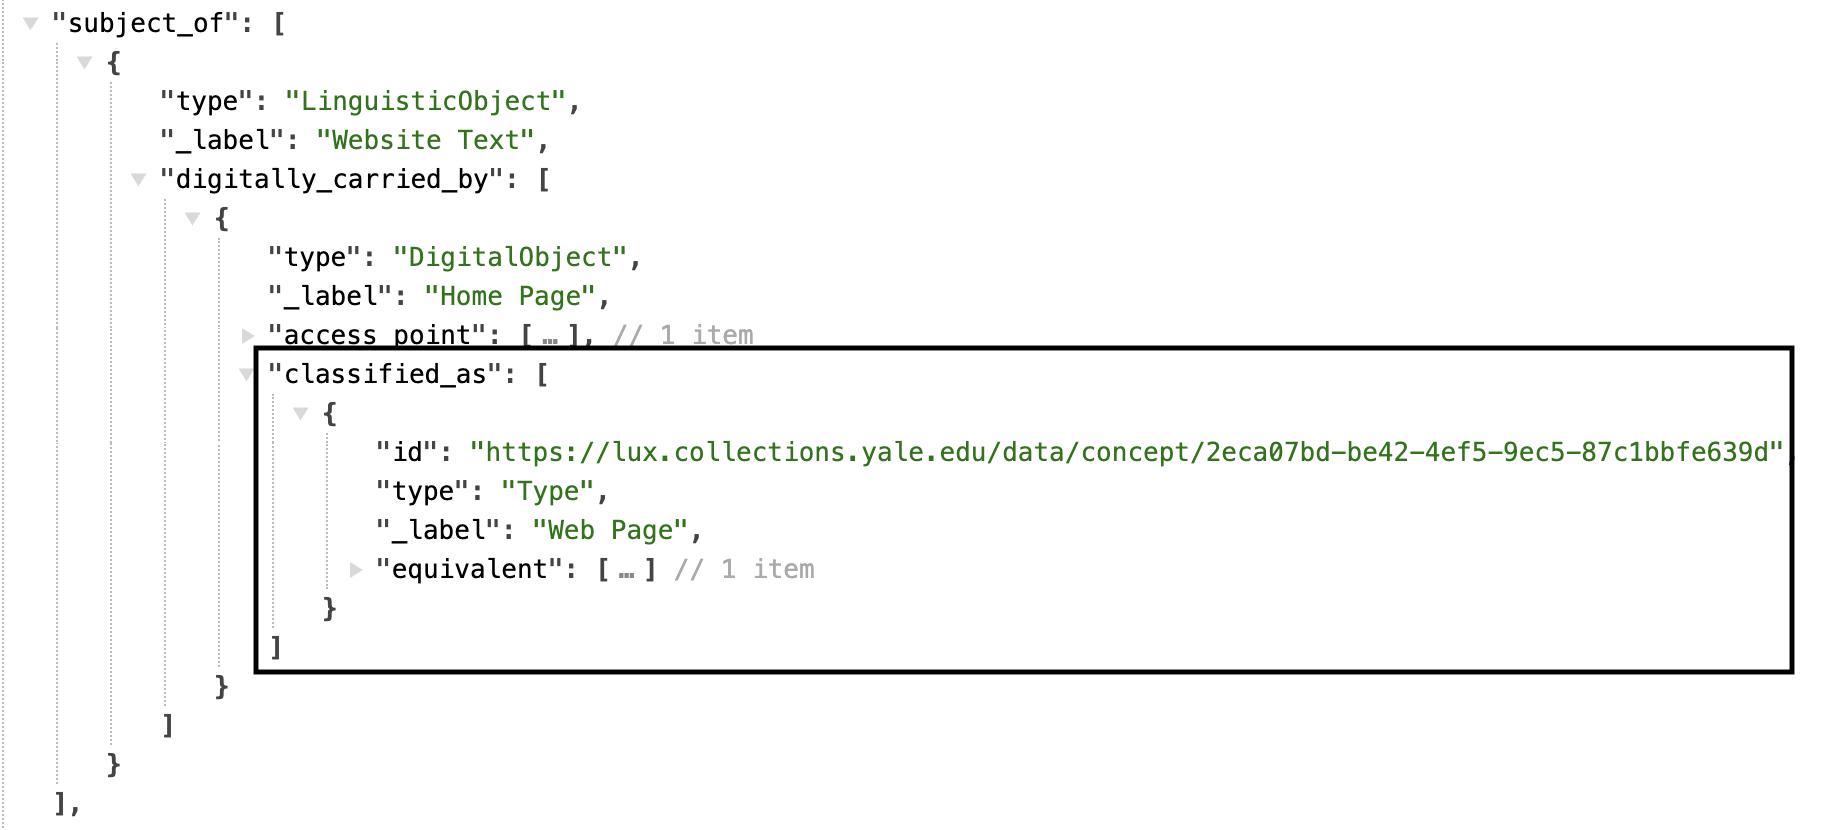 "subject_of": [
{
"type": "LinguisticObject",
"_label": "Website Text",
"digitally_carried_by": [
{
"type": "DigitalObject",
"_label": "Home Page",
"access_point": [ … ], // 1 item
"classified_as": [
{
"id": "https://lux.collections.yale.edu/data/concept/2eca07bd-be42-4ef5-9ec5-87c1bbfe639d",
"type": "Type",
"_label": "Web Page",
"equivalent": [ … ] // 1 item
}
]
}
]
}
],